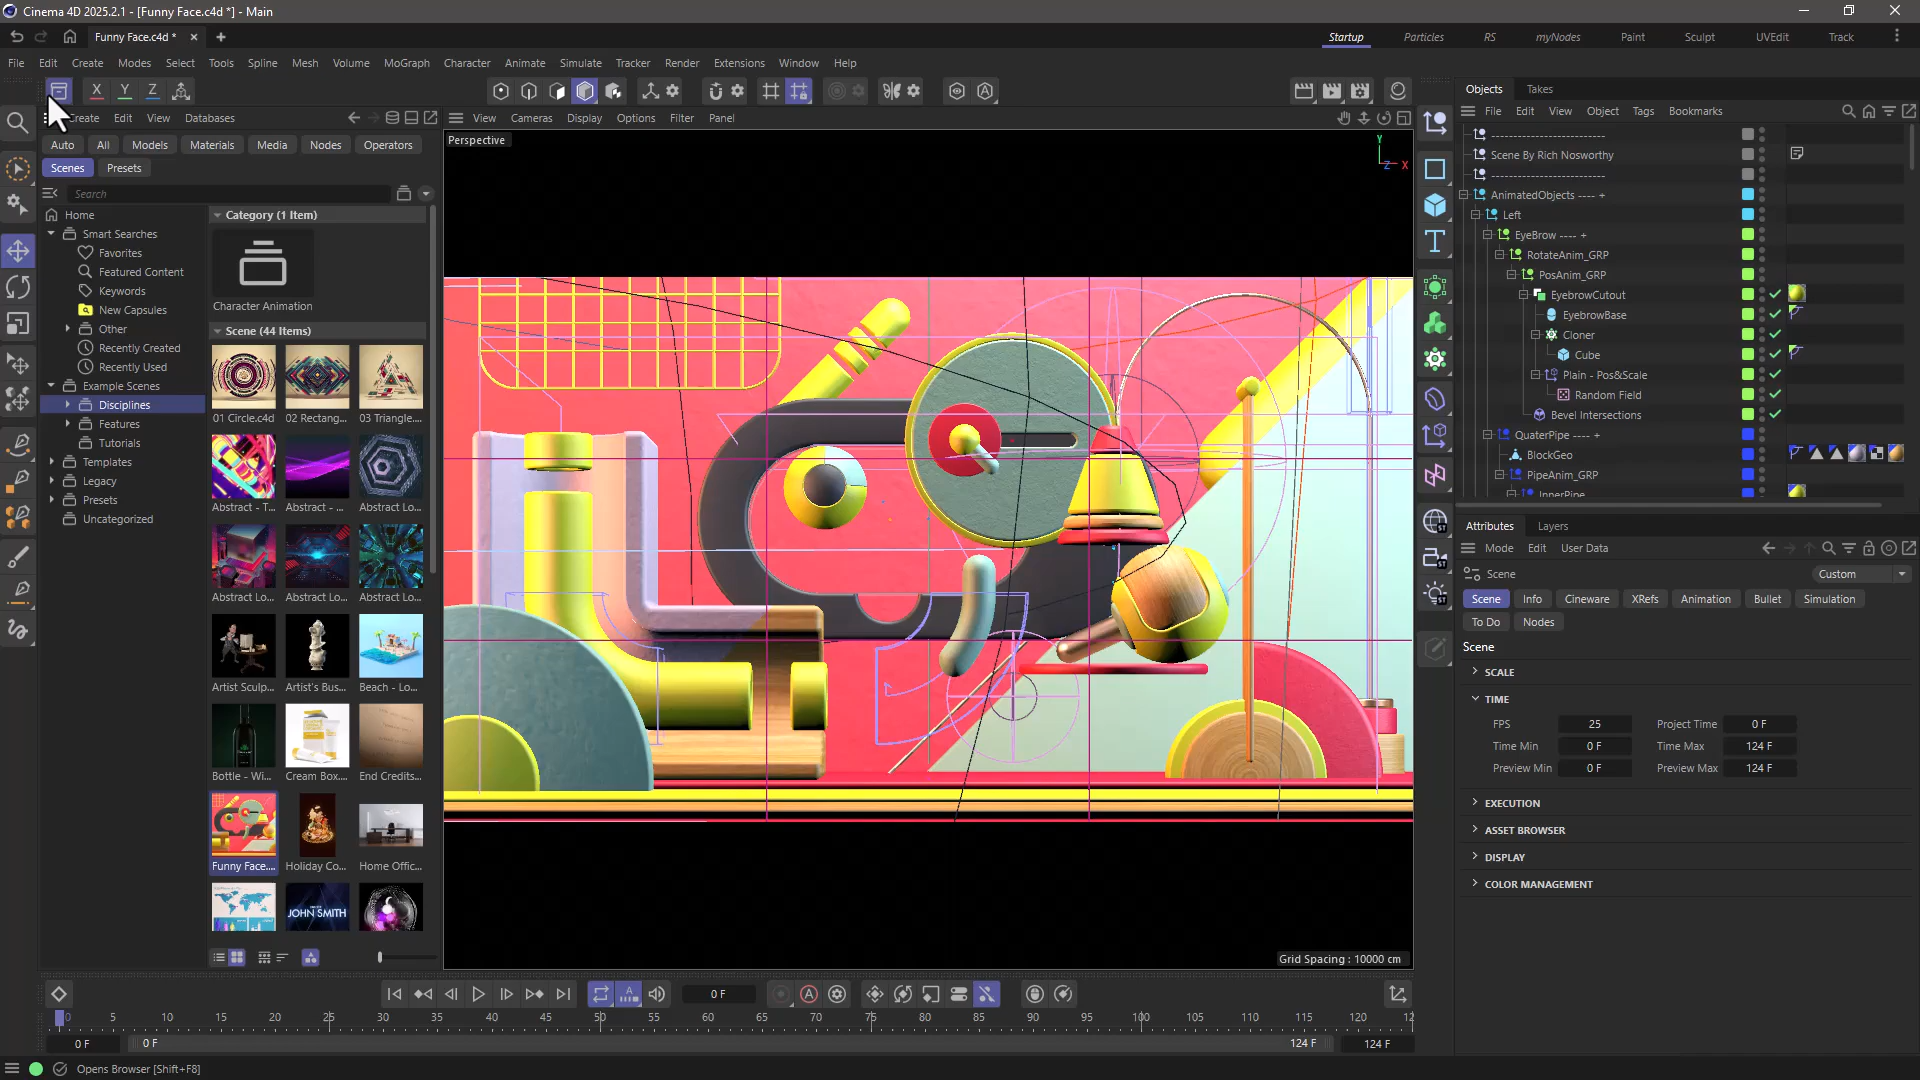 Cinema 4D 2025.2.1 - [Funny Face.c4d *] - Main
Funny Face.c4d *
Startup
Particles
RS
myNodes
Paint
Sculpt
UVEdit
Track
File Edit Create Modes Select Tools Spline Mesh Volume MoGraph Character Animate Simulate Tracker Render Extensions Window Help
X Y Z
Edit View Databases
View Cameras Display Options Filter Panel
Auto All Models Materials Media Nodes Operators
Scenes Presets
Search
Home
Smart Searches
Favorites
Featured Content
Keywords
New Capsules
Other
Recently Created
Recently Used
Example Scenes
Disciplines
Features
Tutorials
Templates
Legacy
Presets
Uncategorized
Category (1 Item)
Character Animation
Scene (44 Items)
01 Circle.c4d 02 Rectang... 03 Triangle...
Abstract - T... Abstract - ... Abstract Lo...
Abstract Lo... Abstract Lo... Abstract Lo...
Artist Sculp... Artist's Bus... Beach - Lo...
Bottle - Wi... Cream Box... End Credits...
Funny Face.... Holiday Co... Home Offic...
JOHN SMITH
Perspective
Y
Z X
Grid Spacing : 10000 cm
Objects Takes
File Edit View Object Tags Bookmarks
--------------------------
Scene By Rich Nosworthy
--------------------------
AnimatedObjects ---- +
Left
EyeBrow ---- +
RotateAnim_GRP
PosAnim_GRP
EyebrowCutout
EyebrowBase
Cloner
Cube
Plain - Pos&Scale
Random Field
Bevel Intersections
QuaterPipe ---- +
BlockGeo
PipeAnim_GRP
InnerPipe
Attributes Layers
Mode Edit User Data
Scene
Custom
Scene Info Cineware XRefs Animation Bullet Simulation
To Do Nodes
Scene
SCALE
TIME
FPS 25 Project Time 0 F
Time Min 0 F Time Max 124 F
Preview Min 0 F Preview Max 124 F
EXECUTION
ASSET BROWSER
DISPLAY
COLOR MANAGEMENT
0 F
A
0 5 10 15 20 25 30 35 40 45 50 55 60 65 70 75 80 85 90 95 100 105 110 115 120 12
0 F 0 F 124 F 124 F
Opens Browser [Shift+F8]